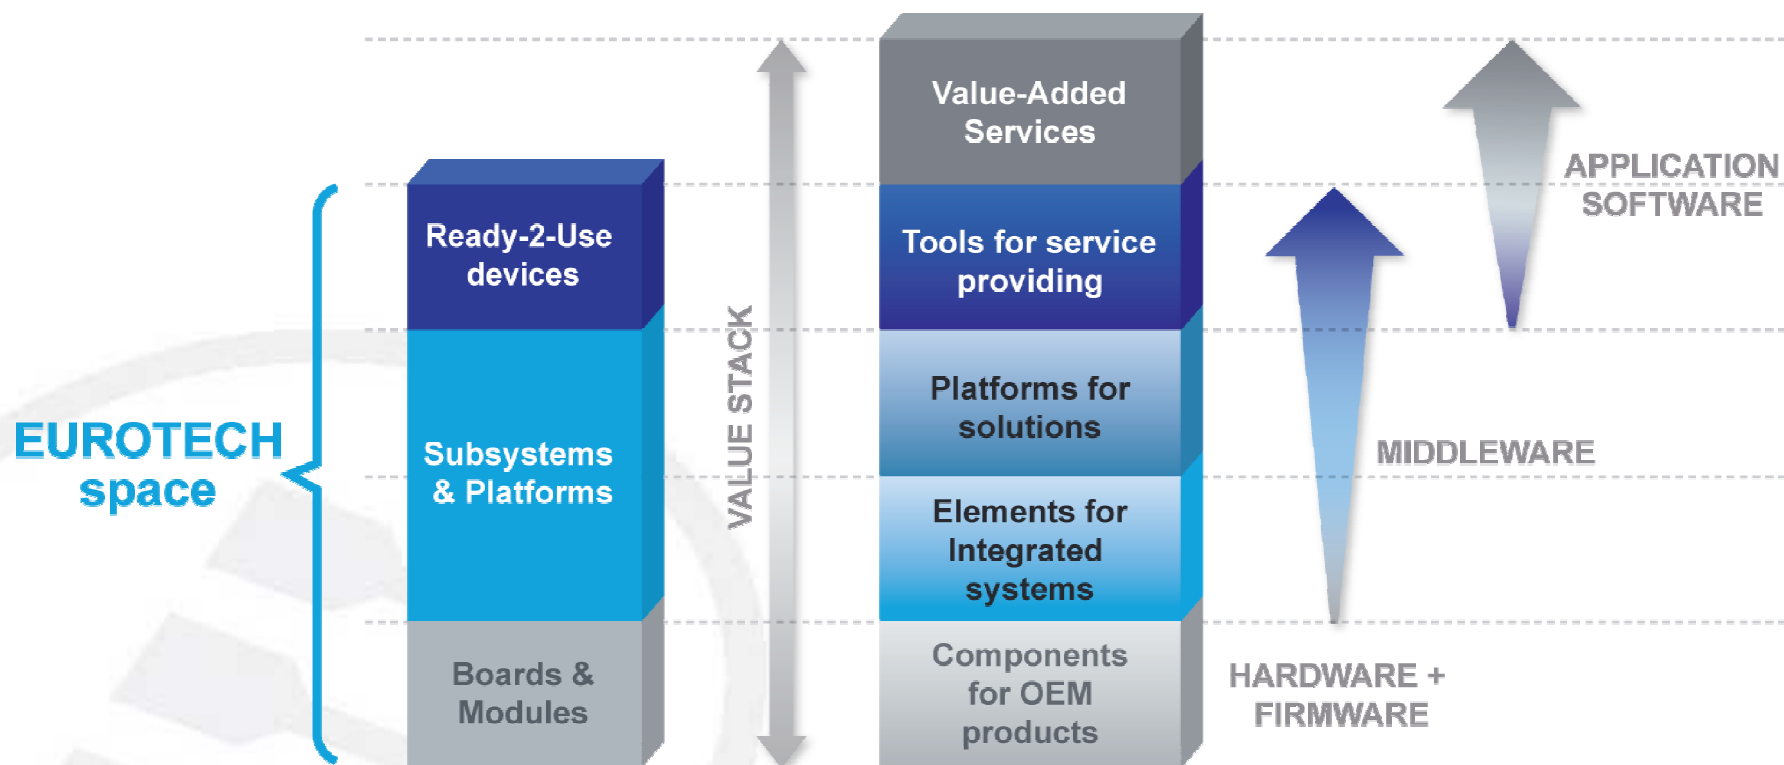 EUROTECH
space
Ready-2-Use
devices
Subsystems
& Platforms
Boards &
Modules
VALUE STACK
Value-Added
Services
Tools for service
providing
Platforms for
solutions
Elements for
Integrated
systems
Components
for OEM
products
APPLICATION
SOFTWARE
MIDDLEWARE
HARDWARE +
FIRMWARE